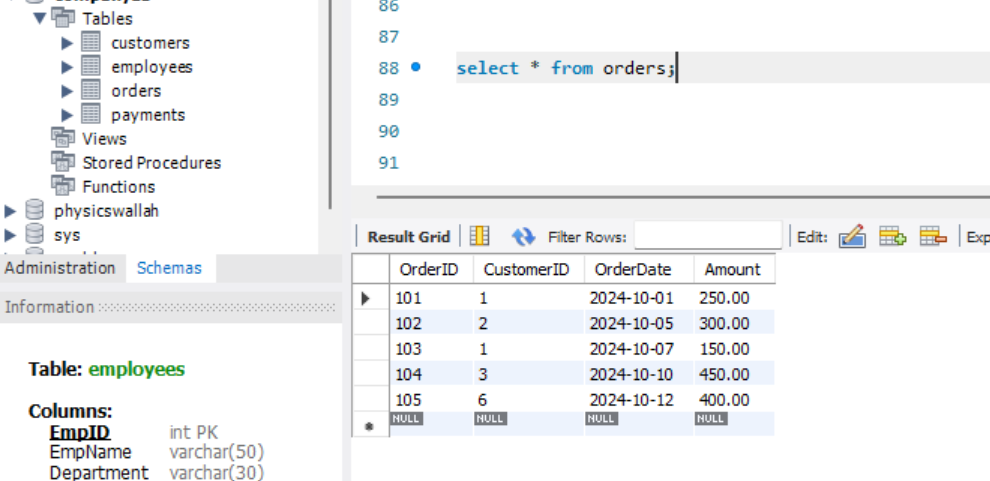 Tables
customers
employees
orders
payments
Views
Stored Procedures
Functions
physicswallah
sys
Administration Schemas
Information
Table: employees
Columns:
EmpID int PK
EmpName varchar(50)
Department varchar(30)
86
87
88 select * from orders;
89
90
91
Result Grid Filter Rows: Edit:
OrderID CustomerID OrderDate Amount
101 1 2024-10-01 250.00
102 2 2024-10-05 300.00
103 1 2024-10-07 150.00
104 3 2024-10-10 450.00
105 6 2024-10-12 400.00
NULL NULL NULL NULL